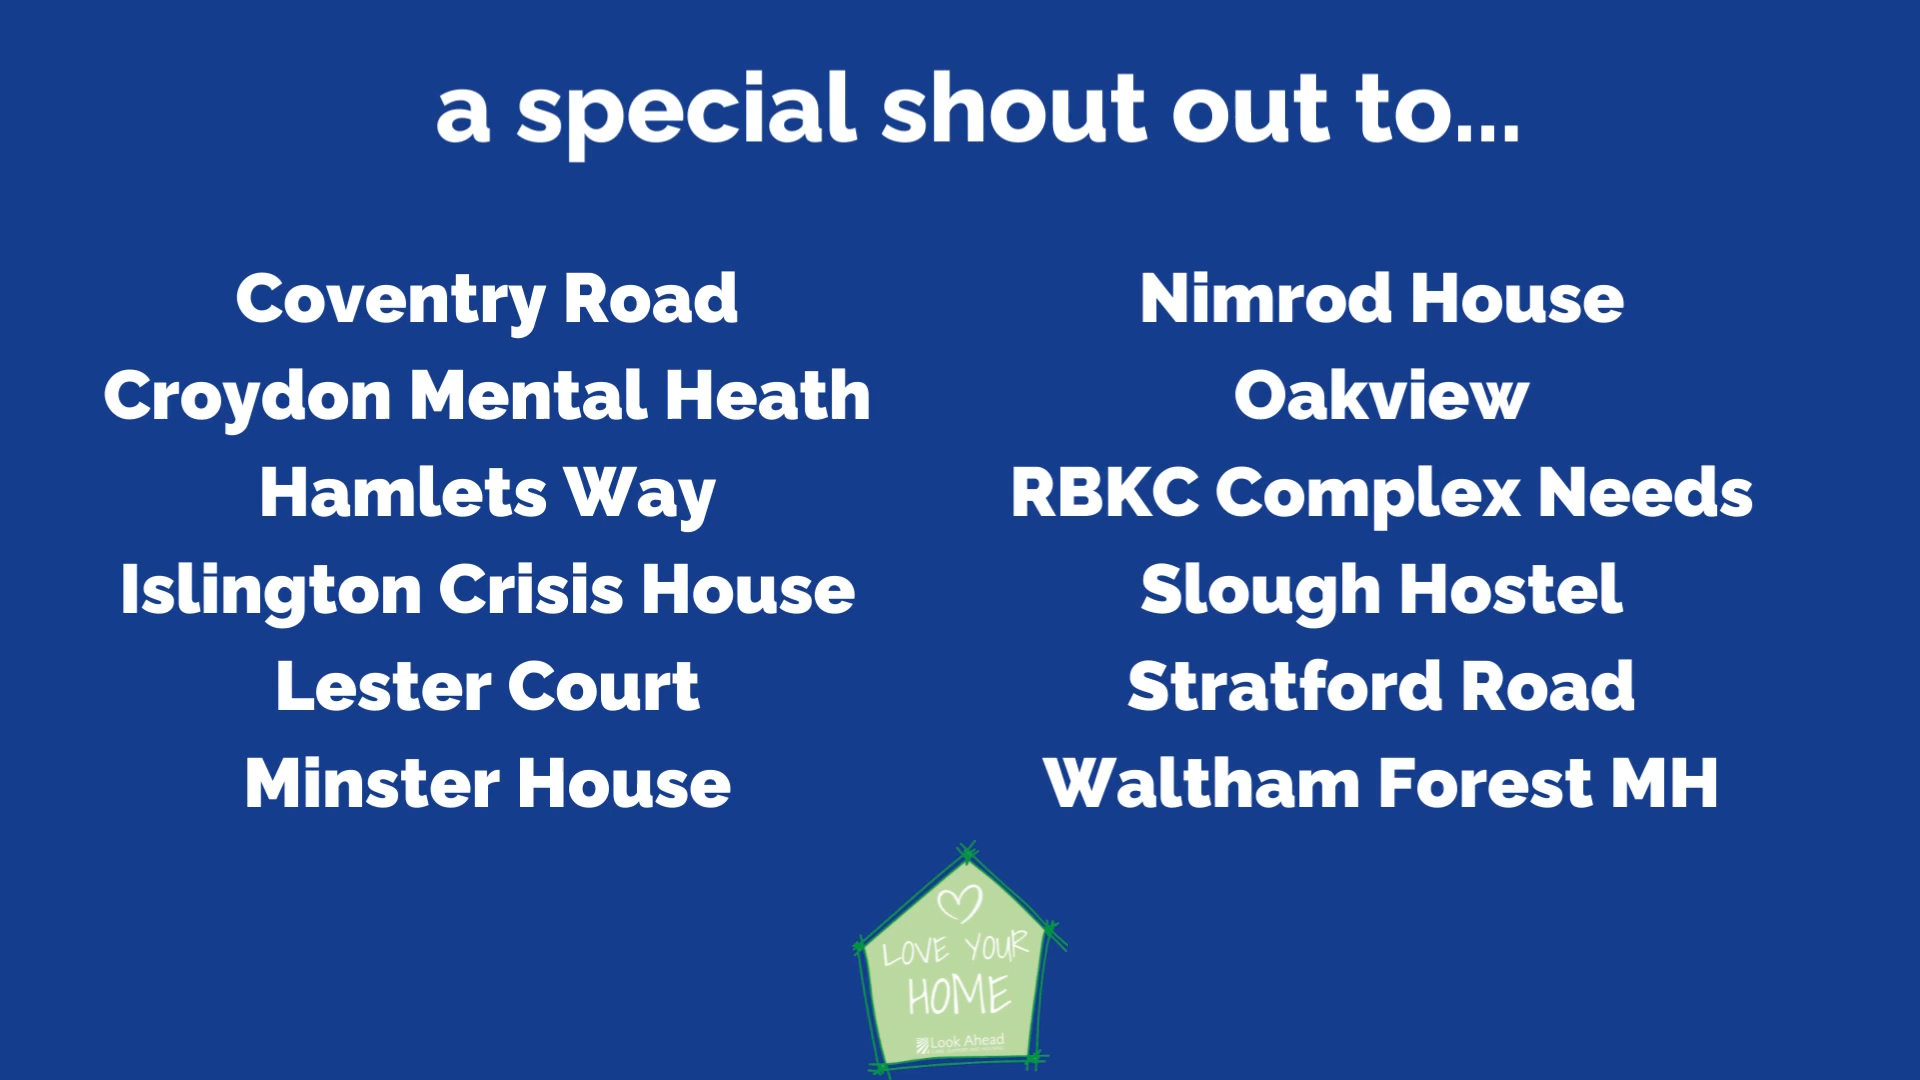 a special shout out to...
Coventry Road
Croydon Mental Heath
Hamlets Way
Islington Crisis House
Lester Court
Minster House
Nimrod House
Oakview
RBKC Complex Needs
Slough Hostel
Stratford Road
Waltham Forest MH
LOVE YOUR
HOME
Look Ahead